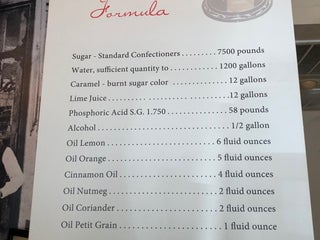 Formula
Sugar - Standard Confectioners ......... 7500 pounds
Water, sufficient quantity to ............. 1200 gallons
Caramel - burnt sugar color ............. 12 gallons
Lime Juice ............................12 gallons
Phosphoric Acid S.G. 1.750 .............. 58 pounds
Alcohol ............................... 1/2 gallon
Oil Lemon ........................... 6 fluid ounces
Oil Orange .......................... 5 fluid ounces
Cinnamon Oil ....................... 4 fluid ounces
Oil Nutmeg ......................... 2 fluid ounces
Oil Coriander ....................... 2 fluid ounces
Oil Petit Grain ....................... 1 fluid ounce